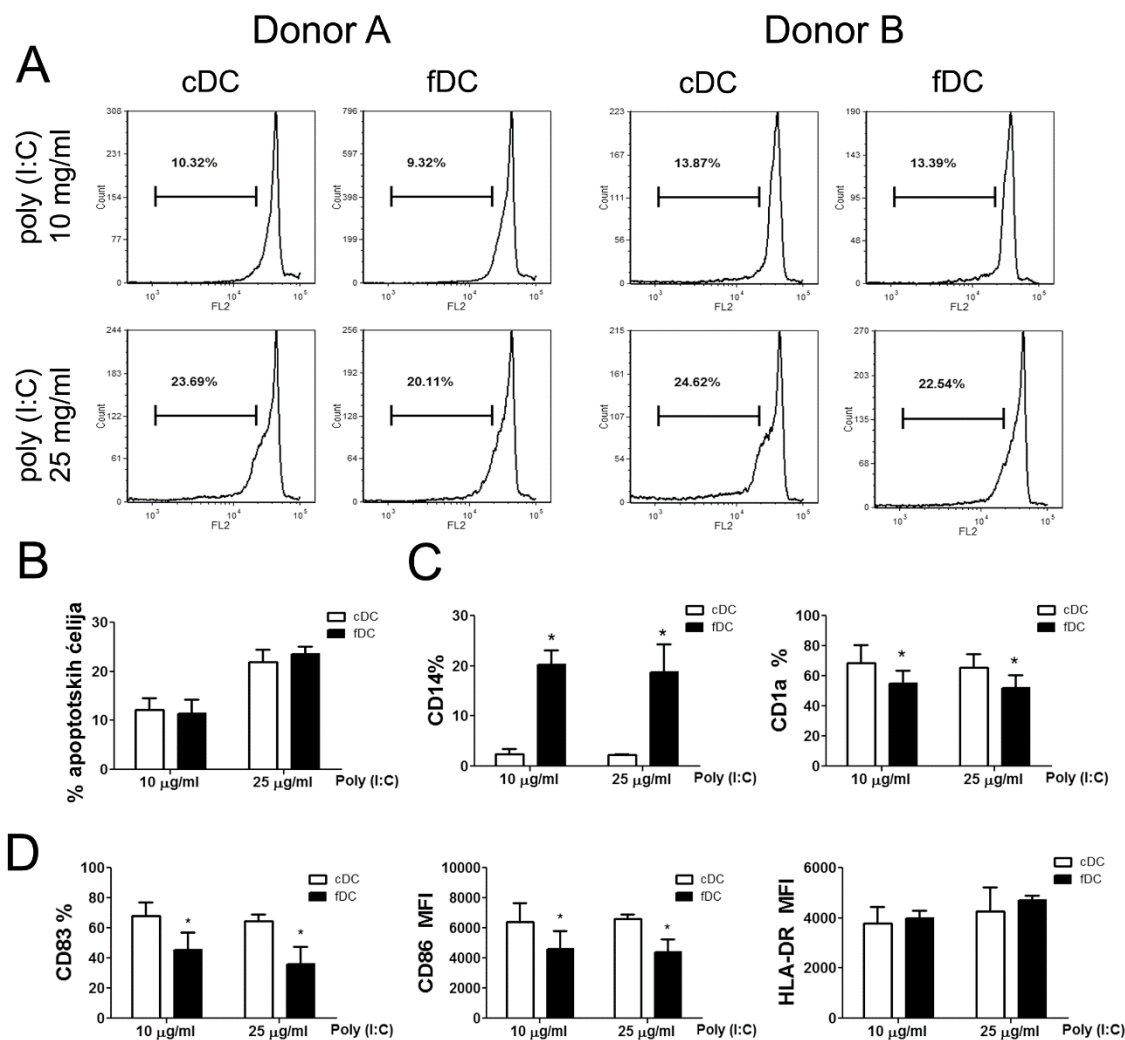 Donor A
Donor B
A
cDC
fDC
cDC
fDC
poly (I:C)
10 mg/ml
308
231
154
77
0
Count
10.32%
10³
10⁴
10⁵
FL2
796
597
398
199
0
Count
9.32%
10³
10⁴
10⁵
FL2
223
167
111
56
0
Count
13.87%
10³
10⁴
10⁵
FL2
190
143
95
48
0
Count
13.39%
10³
10⁴
10⁵
FL2
poly (I:C)
25 mg/ml
244
183
122
61
0
Count
23.69%
10³
10⁴
10⁵
FL2
256
192
128
64
0
Count
20.11%
10³
10⁴
10⁵
FL2
215
161
107
54
0
Count
24.62%
10³
10⁴
10⁵
FL2
270
203
135
68
0
Count
22.54%
10³
10⁴
10⁵
FL2
B
% apoptotskih ćelija
30
20
10
0
cDC
fDC
10 μg/ml
25 μg/ml
Poly (I:C)
C
CD14%
30
20
10
0
*
*
cDC
fDC
10 μg/ml
25 μg/ml
Poly (I:C)
CD1a %
100
80
60
40
20
0
*
*
cDC
fDC
10 μg/ml
25 μg/ml
Poly (I:C)
D
CD83 %
100
80
60
40
20
0
*
*
cDC
fDC
10 μg/ml
25 μg/ml
Poly (I:C)
CD86 MFI
10000
8000
6000
4000
2000
0
*
*
cDC
fDC
10 μg/ml
25 μg/ml
Poly (I:C)
HLA-DR MFI
6000
4000
2000
0
cDC
fDC
10 μg/ml
25 μg/ml
Poly (I:C)